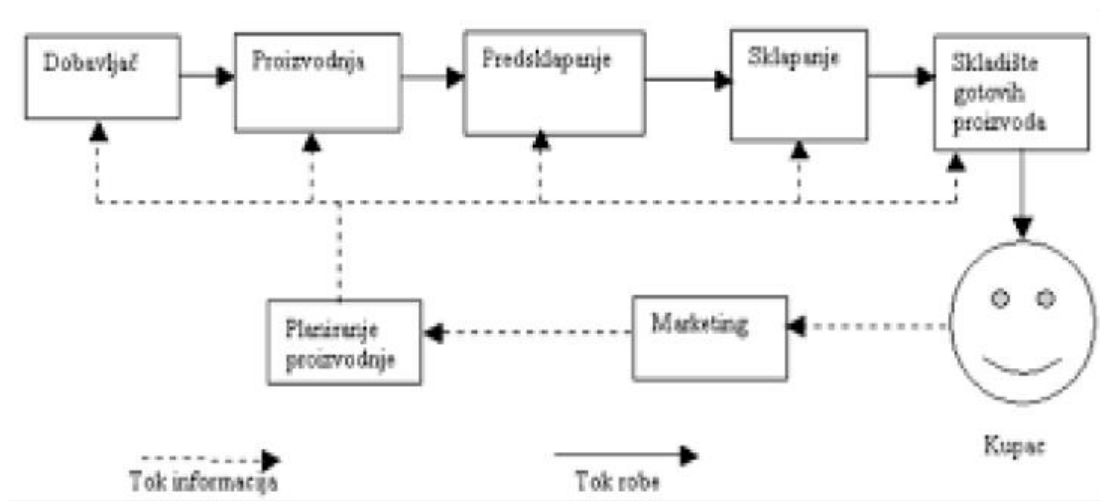 Dobavljač
Proizvodnja
Predsklapanje
Sklapanje
Skladište
gotovih
proizvoda
Planiranje
proizvodnje
Marketing
Kupac
Tok informacija
Tok robe